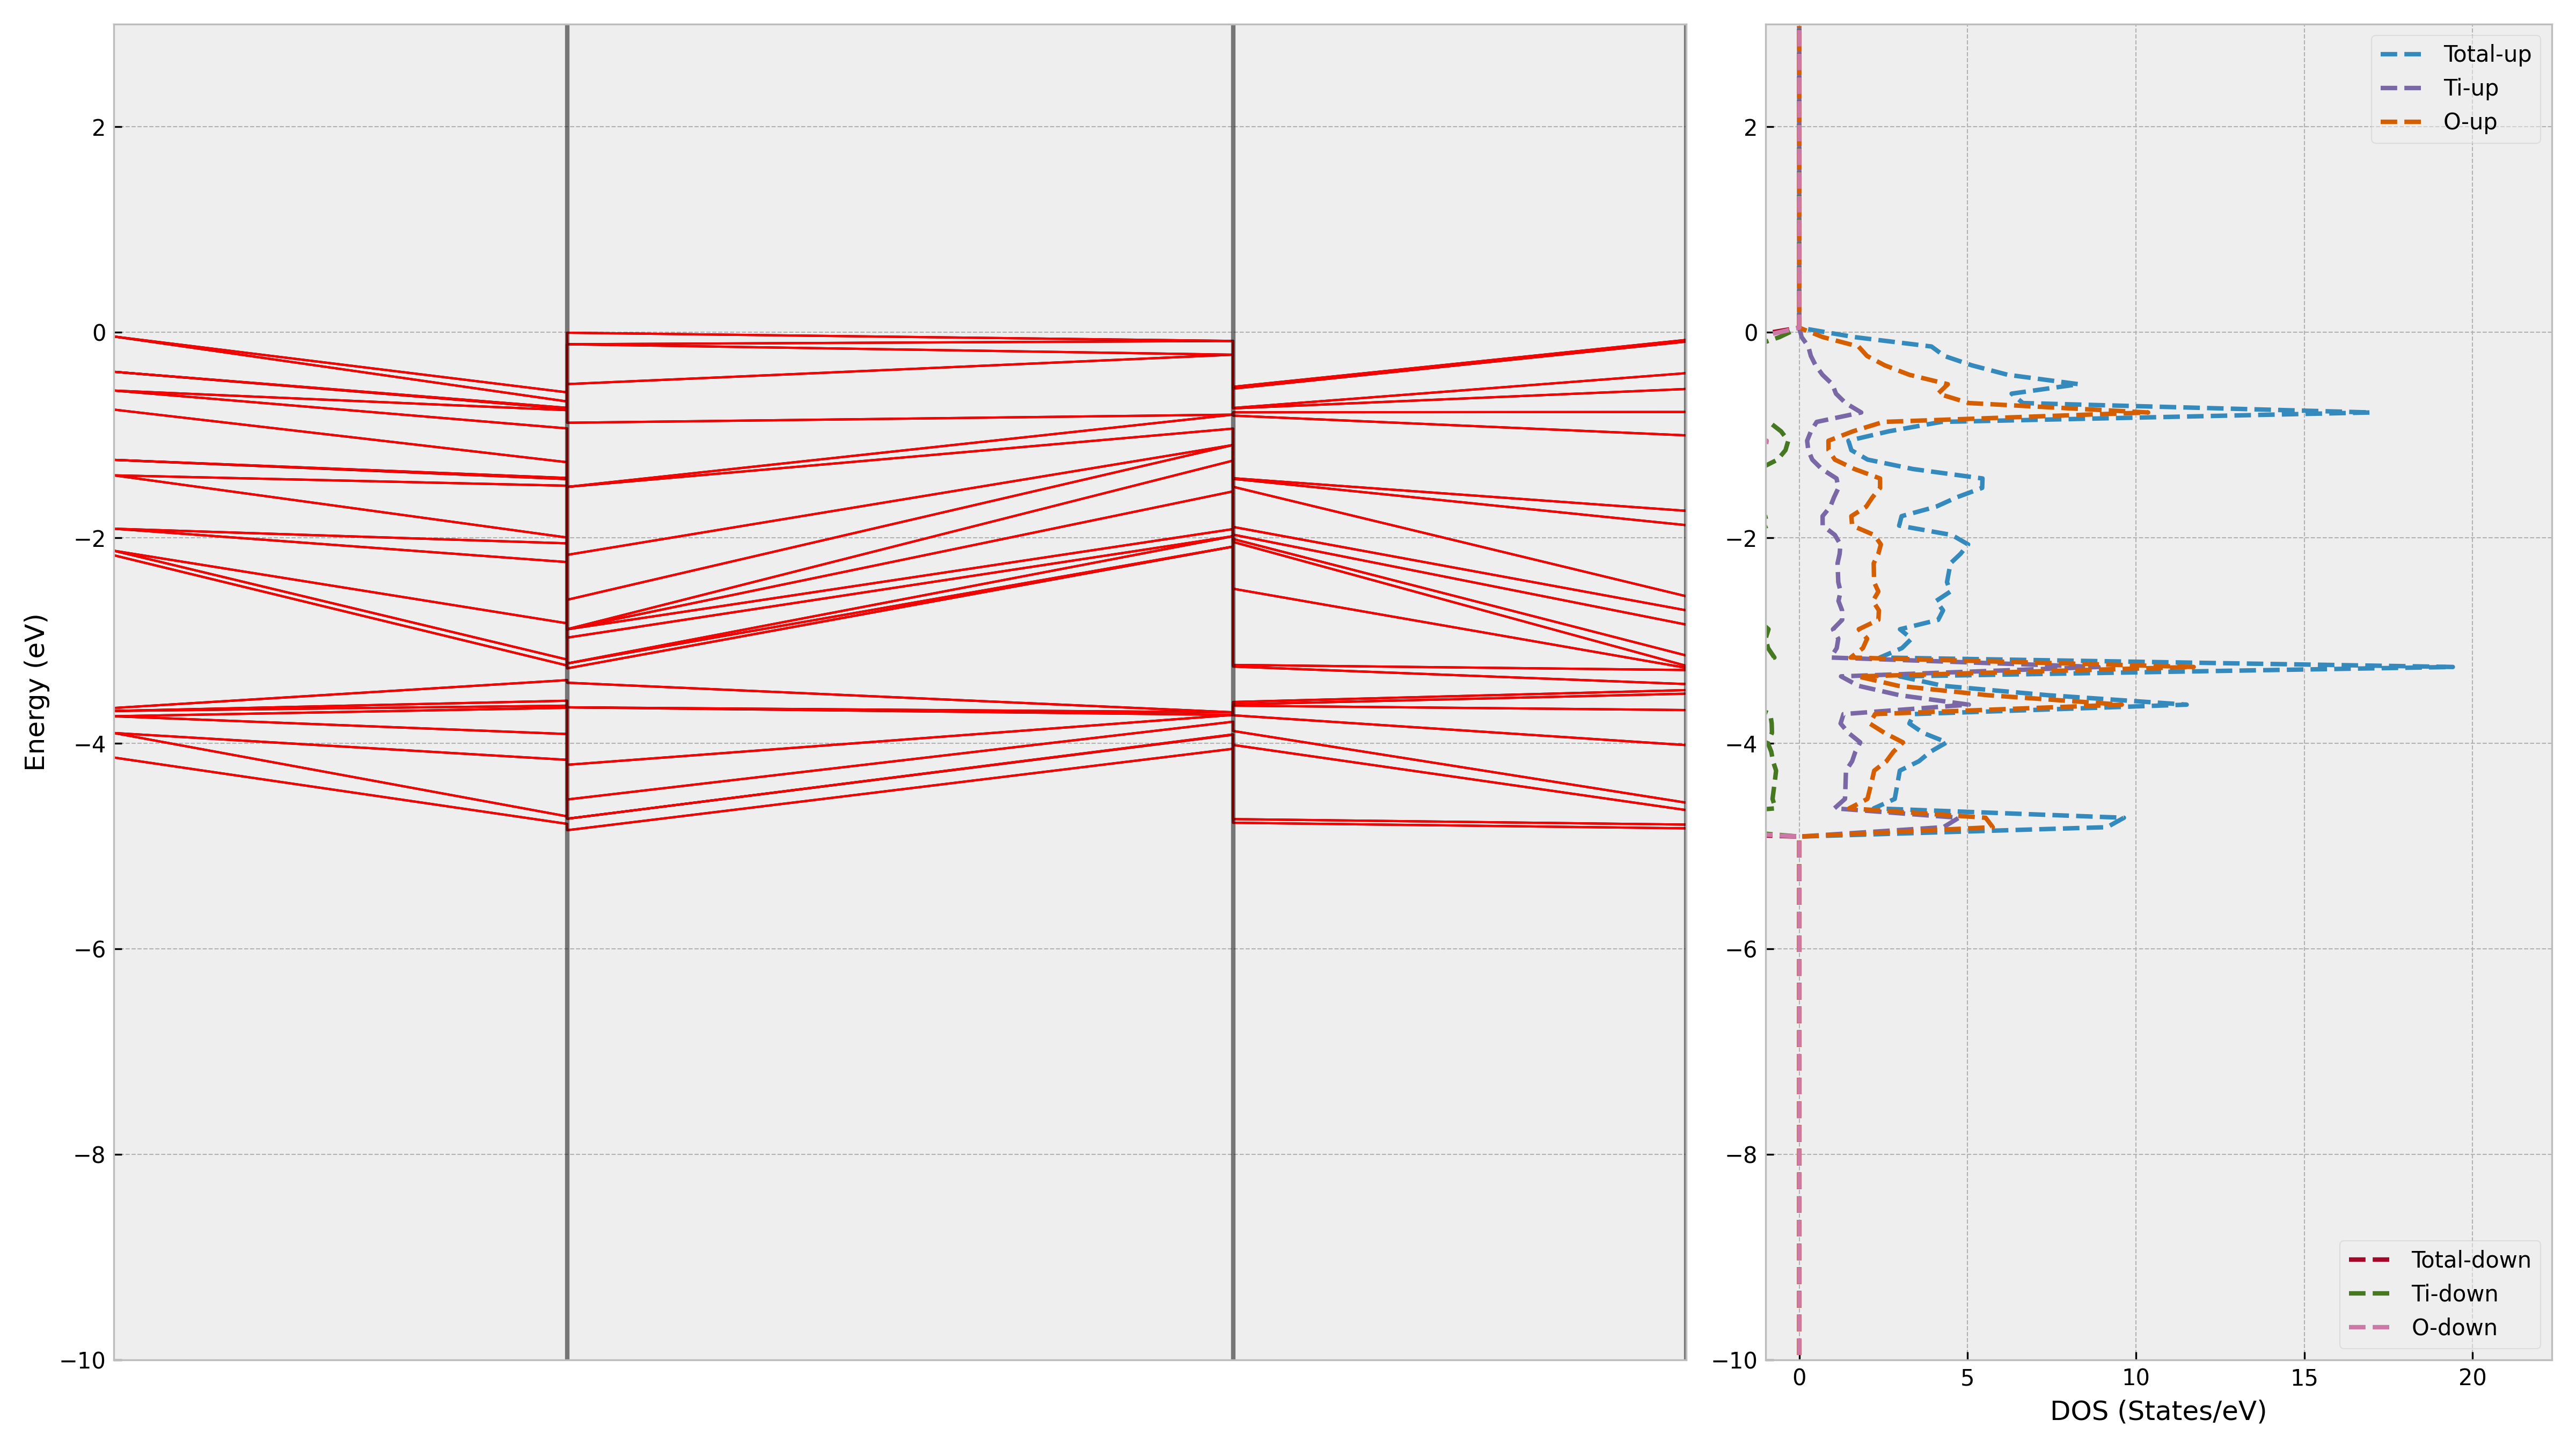 Energy (eV)
2
0
−2
−4
−6
−8
−10
2
0
−2
−4
−6
−8
−10
Total-up
Ti-up
O-up
Total-down
Ti-down
O-down
0 5 10 15 20
DOS (States/eV)